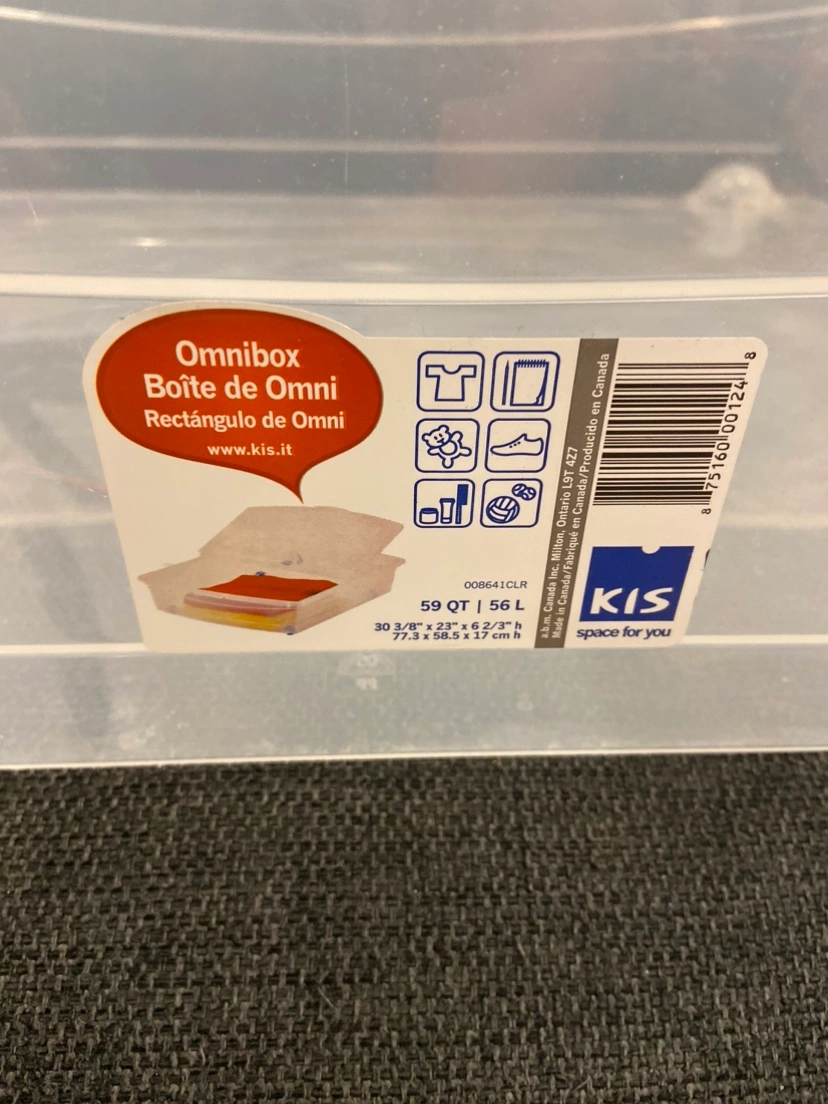 Omnibox
Boîte de Omni
Rectángulo de Omni
www.kis.it
008641CLR
59 QT | 56 L
30 3/8" x 23" x 6 2/3" h
77.3 x 58.5 x 17 cm h
a.b.m. Canada Inc. Milton, Ontario L9T 4Z7
Made in Canada/Fabriqué en Canada/Producido en Canada
8 75160 00124 8
KIS
space for you